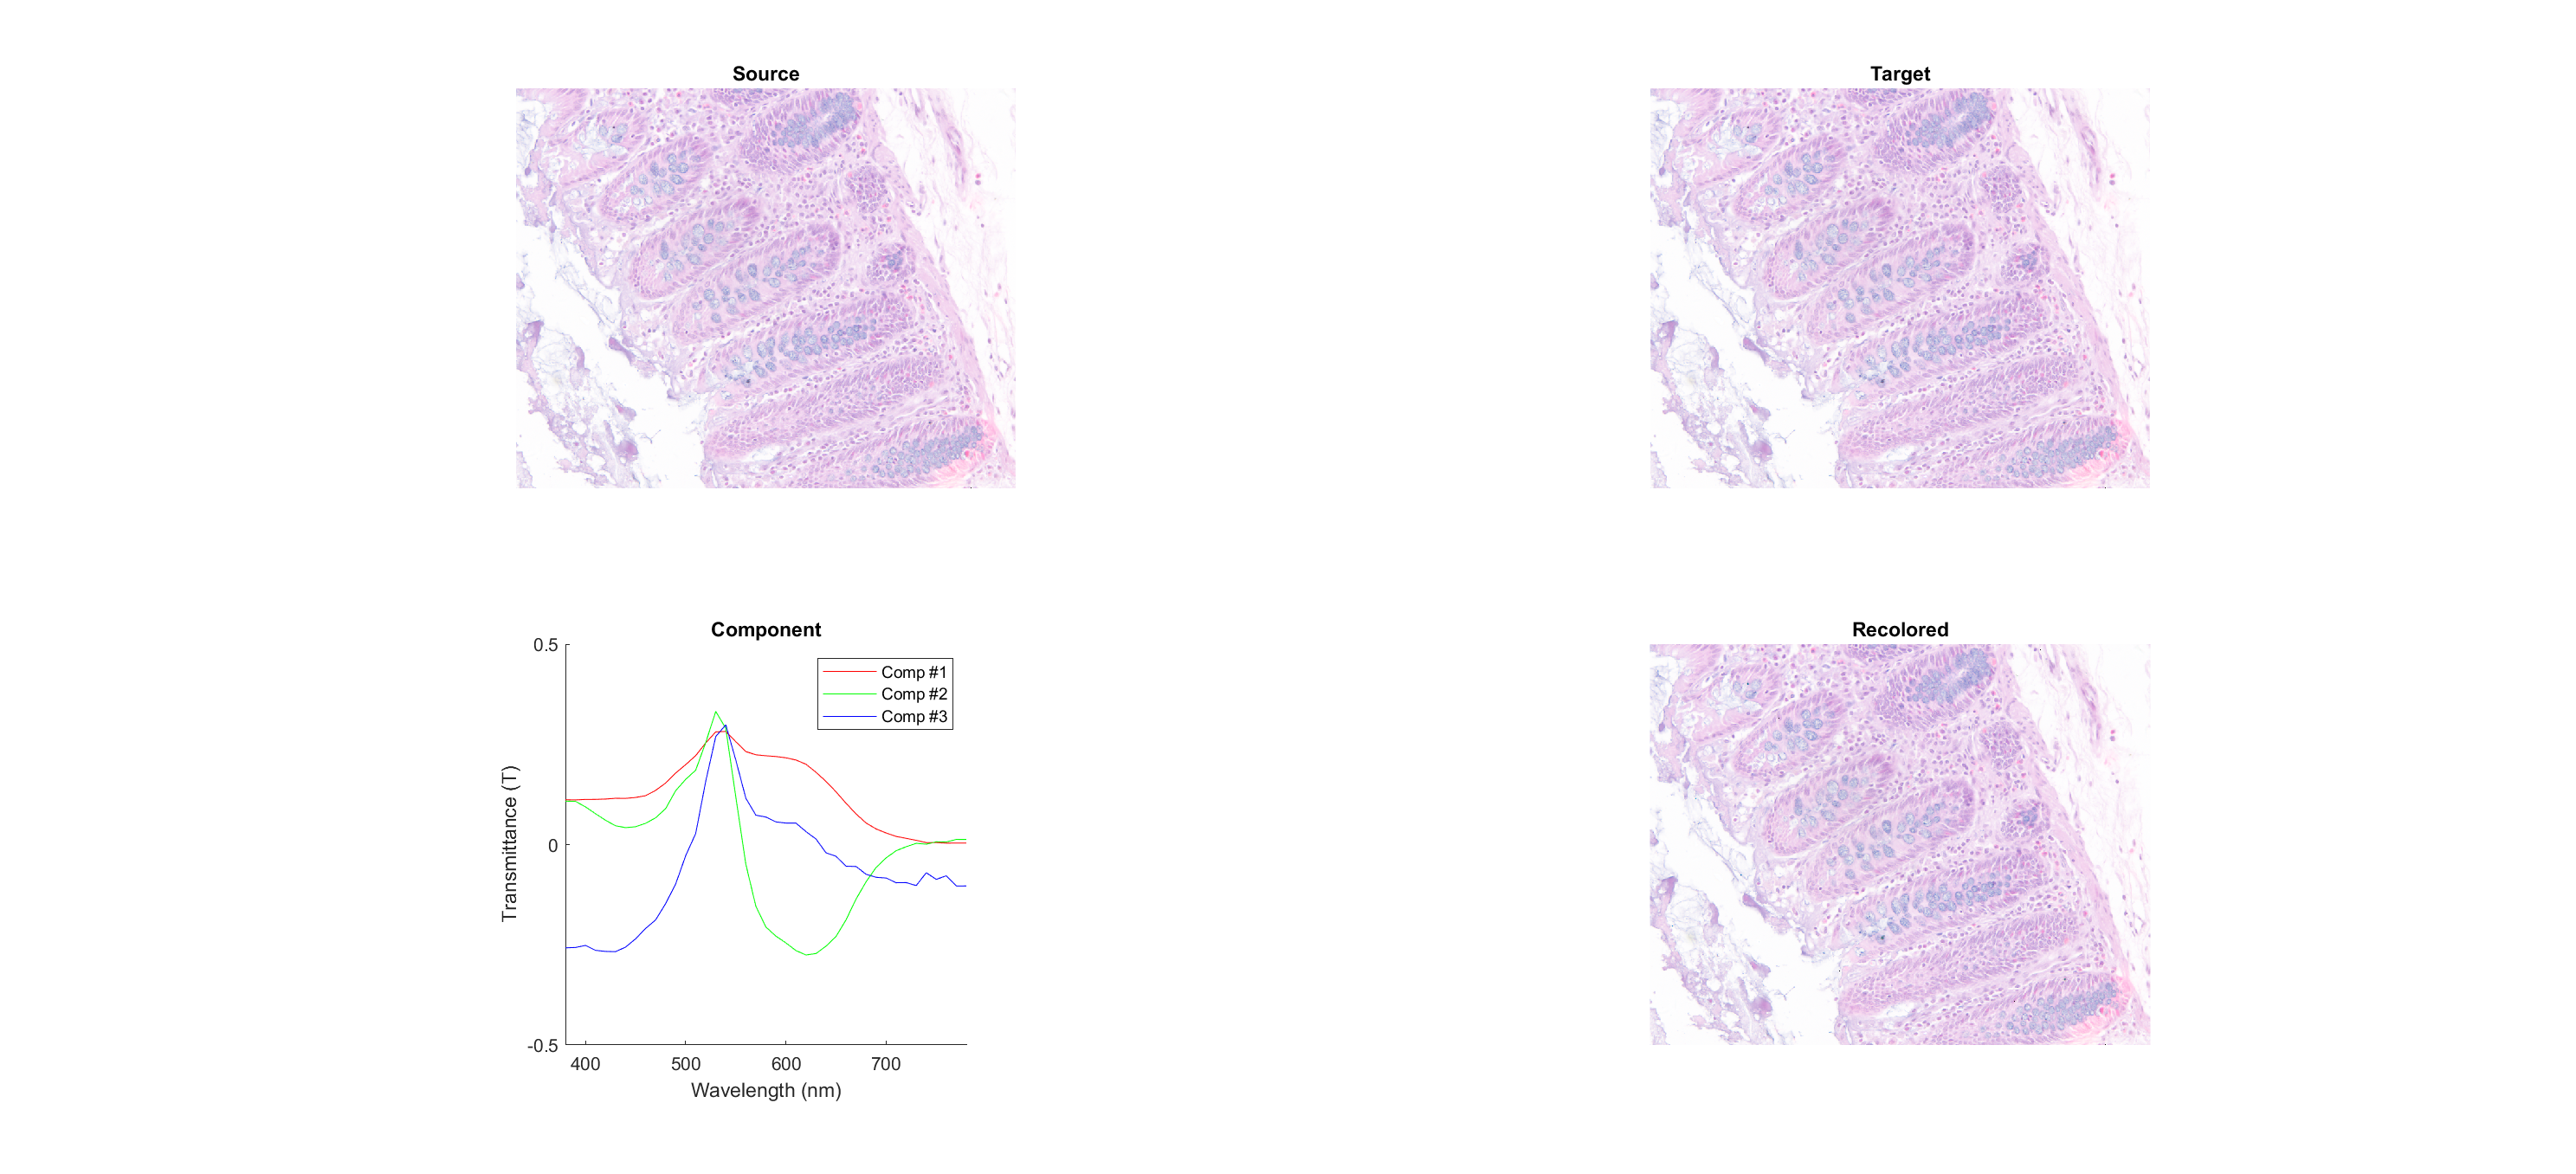 Source
Target
Component
0.5
0
-0.5
400 500 600 700
Transmittance (T)
Wavelength (nm)
Comp #1
Comp #2
Comp #3
Recolored